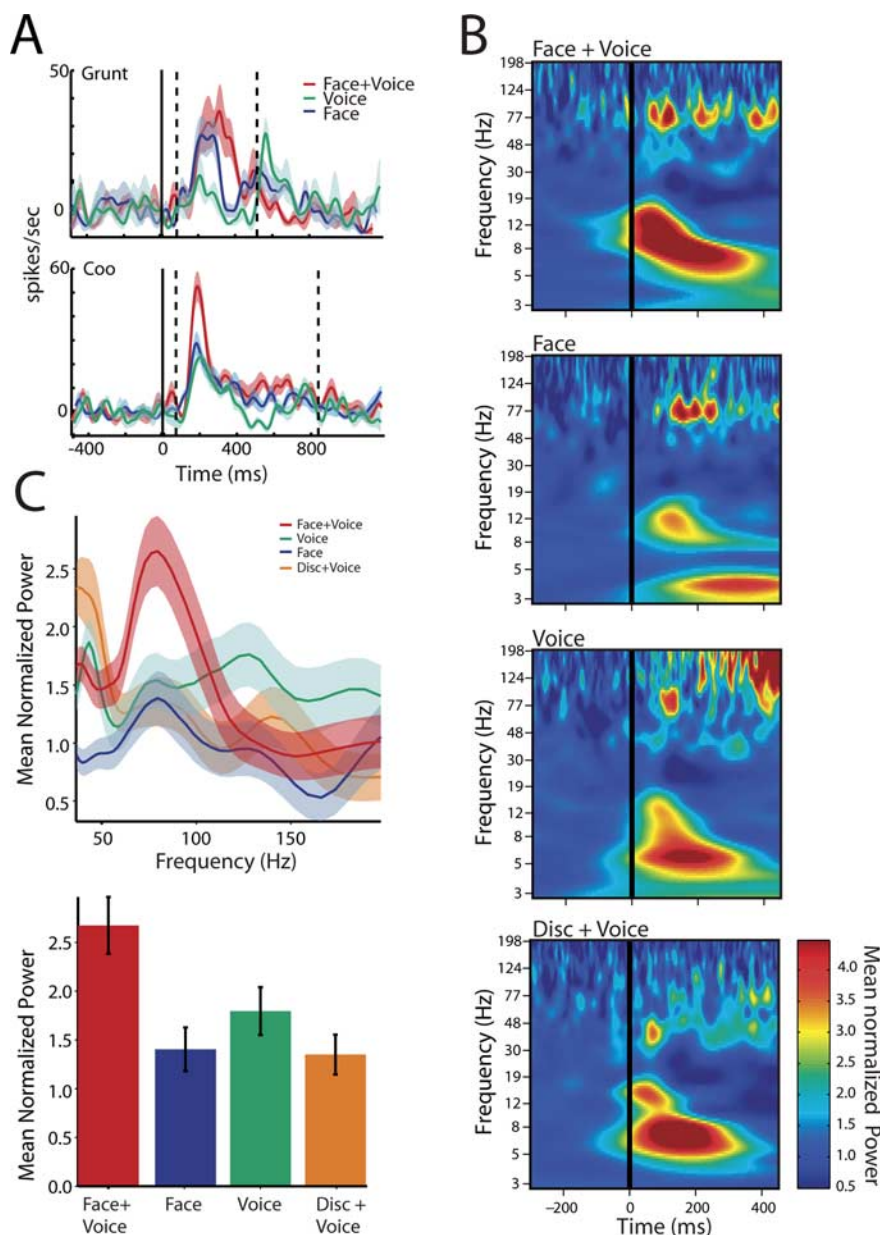 A
Grunt
50
0
Face+Voice
Voice
Face
spikes/sec
Coo
60
0
-400
0
400
800
Time (ms)
B
Face + Voice
198
124
77
48
30
19
12
8
5
3
Frequency (Hz)
Face
198
124
77
48
30
19
12
8
5
3
Frequency (Hz)
Voice
198
124
77
48
30
12
8
5
3
Frequency (Hz)
Disc + Voice
198
124
77
48
30
19
12
8
3
Frequency (Hz)
-200
0
200
400
Time (ms)
4.0
3.5
3.0
2.5
2.0
1.5
1.0
0.5
Mean normalized Power
C
Face+Voice
Voice
Face
Disc+Voice
2.5
2.0
1.5
1.0
0.5
Mean Normalized Power
50
100
150
Frequency (Hz)
2.5
2.0
1.5
1.0
0.5
0.0
Mean Normalized Power
Face+
Voice
Face
Voice
Disc +
Voice